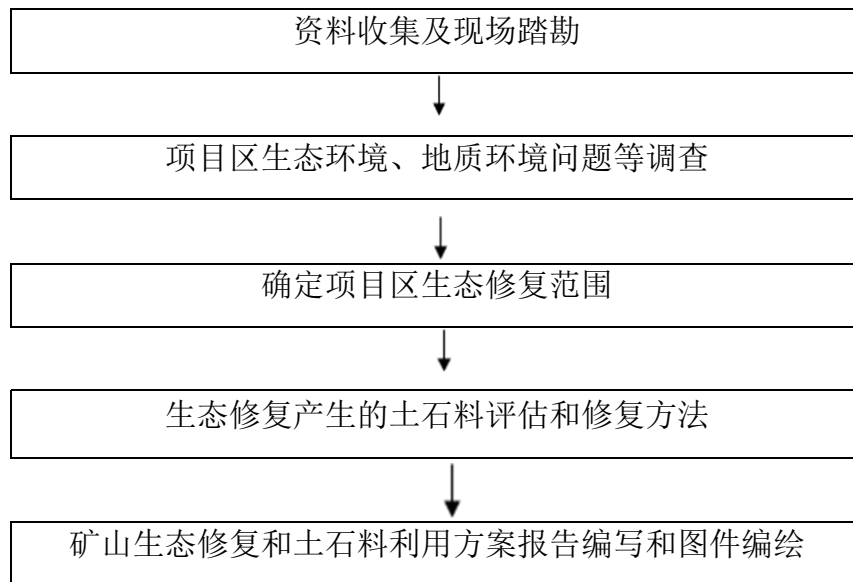 资料收集及现场踏勘
项目区生态环境、地质环境问题等调查
确定项目区生态修复范围
生态修复产生的土石料评估和修复方法
矿山生态修复和土石料利用方案报告编写和图件编绘